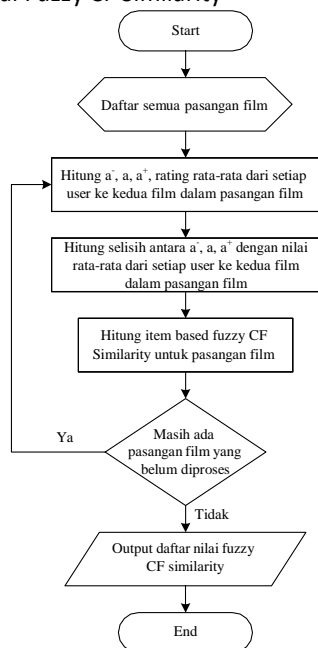 Fuzzy CF Similarity
Start
Daftar semua pasangan film
Hitung a⁻, a, a⁺, rating rata-rata dari setiap
user ke kedua film dalam pasangan film
Hitung selisih antara a⁻, a, a⁺ dengan nilai
rata-rata dari setiap user ke kedua film
dalam pasangan film
Hitung item based fuzzy CF
Similarity untuk pasangan film
Masih ada
pasangan film yang
belum diproses
Ya
Tidak
Output daftar nilai fuzzy
CF similarity
End